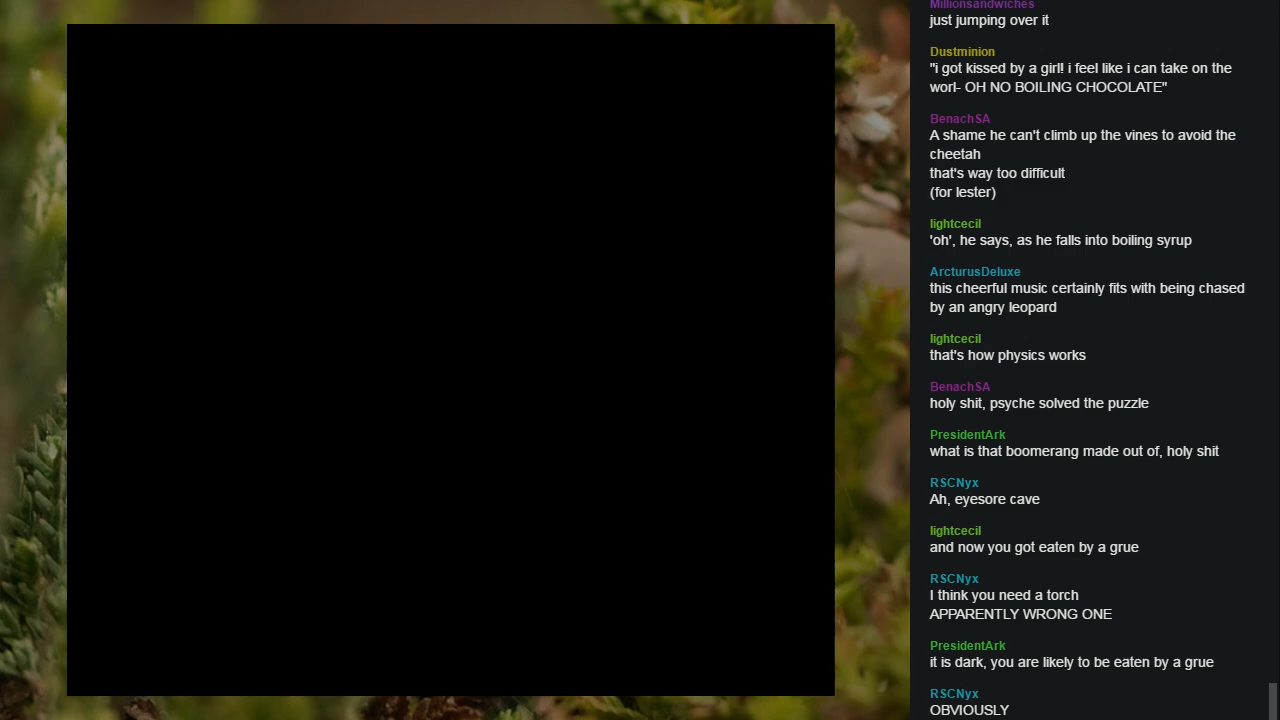 Millionsandwiches
just jumping over it
Dustminion
"i got kissed by a girl! i feel like i can take on the
worl- OH NO BOILING CHOCOLATE"
BenachSA
A shame he can't climb up the vines to avoid the
cheetah
that's way too difficult
(for lester)
lightcecil
'oh', he says, as he falls into boiling syrup
ArcturusDeluxe
this cheerful music certainly fits with being chased
by an angry leopard
lightcecil
that's how physics works
BenachSA
holy shit, psyche solved the puzzle
PresidentArk
what is that boomerang made out of, holy shit
RSCNyx
Ah, eyesore cave
lightcecil
and now you got eaten by a grue
RSCNyx
I think you need a torch
APPARENTLY WRONG ONE
PresidentArk
it is dark, you are likely to be eaten by a grue
RSCNyx
OBVIOUSLY